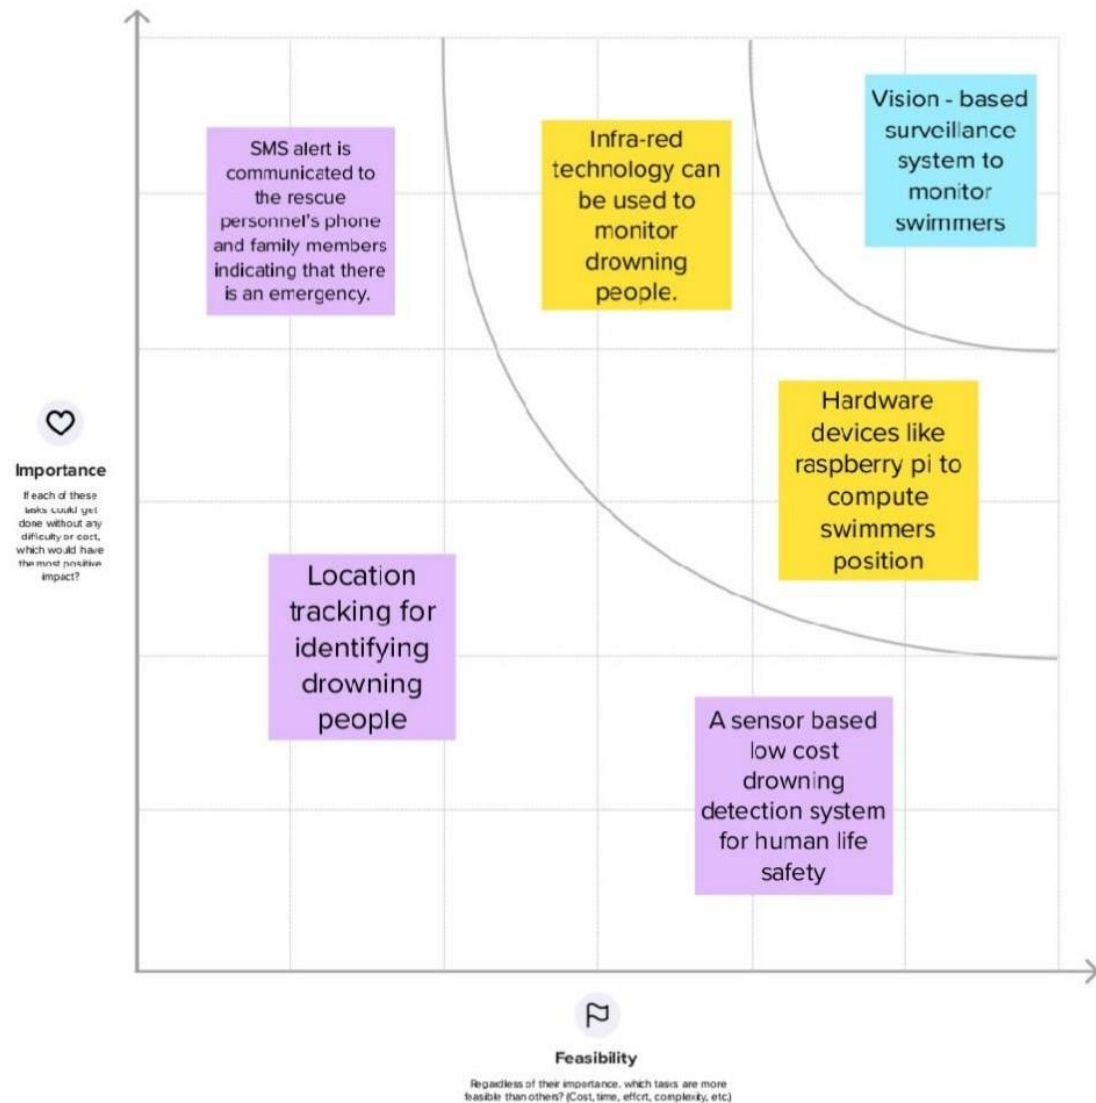 SMS alert is
communicated to
the rescue
personnel's phone
and family members
indicating that there
is an emergency.
Infra-red
technology can
be used to
monitor
drowning
people.
Vision - based
surveillance
system to
monitor
swimmers
Hardware
devices like
raspberry pi to
compute
swimmers
position
Importance
If each of these
tasks could get
done without any
difficulty or cost,
which would have
the most positive
impact?
Location
tracking for
identifying
drowning
people
A sensor based
low cost
drowning
detection system
for human life
safety
Feasibility
Regardless of their importance, which tasks are more
feasible than others? (Cost, time, effort, complexity, etc.)